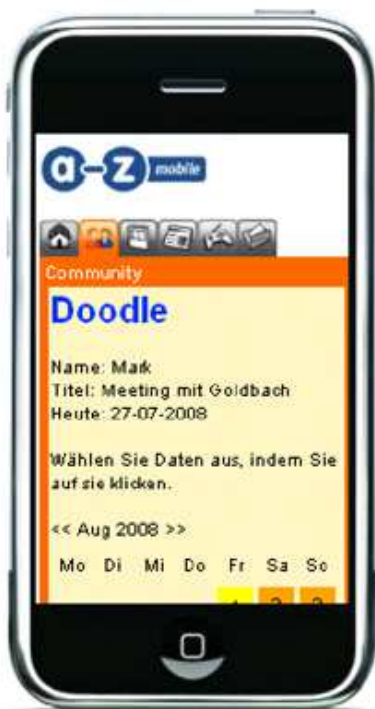 a-z mobile
Community
Doodle
Name: Mark
Titel: Meeting mit Goldbach
Heute: 27-07-2008
Wählen Sie Daten aus, indem Sie
auf sie klicken.
<< Aug 2008 >>
Mo Di Mi Do Fr Sa So
1 2 3